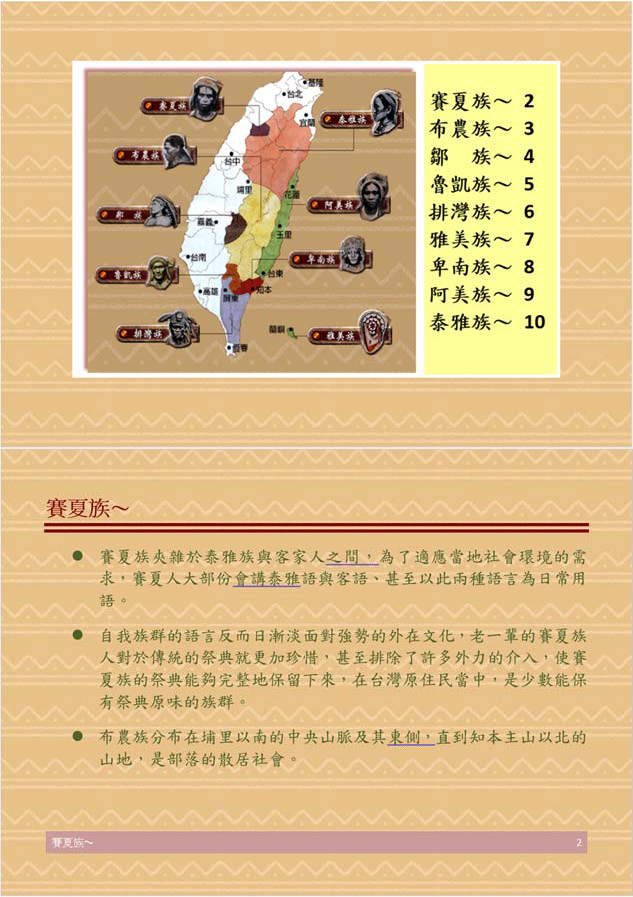 基隆
台北
賽夏族
泰雅族
宜蘭
布農族
台中
埔里
花蓮
阿美族
鄒 族
嘉義
玉里
卑南族
台南
魯凱族
台東
知本
高雄
屏東
排灣族
蘭嶼
雅美族
恆春
賽夏族～ 2
布農族～ 3
鄒 族～ 4
魯凱族～ 5
排灣族～ 6
雅美族～ 7
卑南族～ 8
阿美族～ 9
泰雅族～ 10
賽夏族～
● 賽夏族夾雜於泰雅族與客家人之間，為了適應當地社會環境的需
求，賽夏人大部份會講泰雅語與客語、甚至以此兩種語言為日常用
語。
● 自我族群的語言反而日漸淡面對強勢的外在文化，老一輩的賽夏族
人對於傳統的祭典就更加珍惜，甚至排除了許多外力的介入，使賽
夏族的祭典能夠完整地保留下來，在台灣原住民當中，是少數能保
有祭典原味的族群。
● 布農族分布在埔里以南的中央山脈及其東側，直到知本主山以北的
山地，是部落的散居社會。
賽夏族～ 2